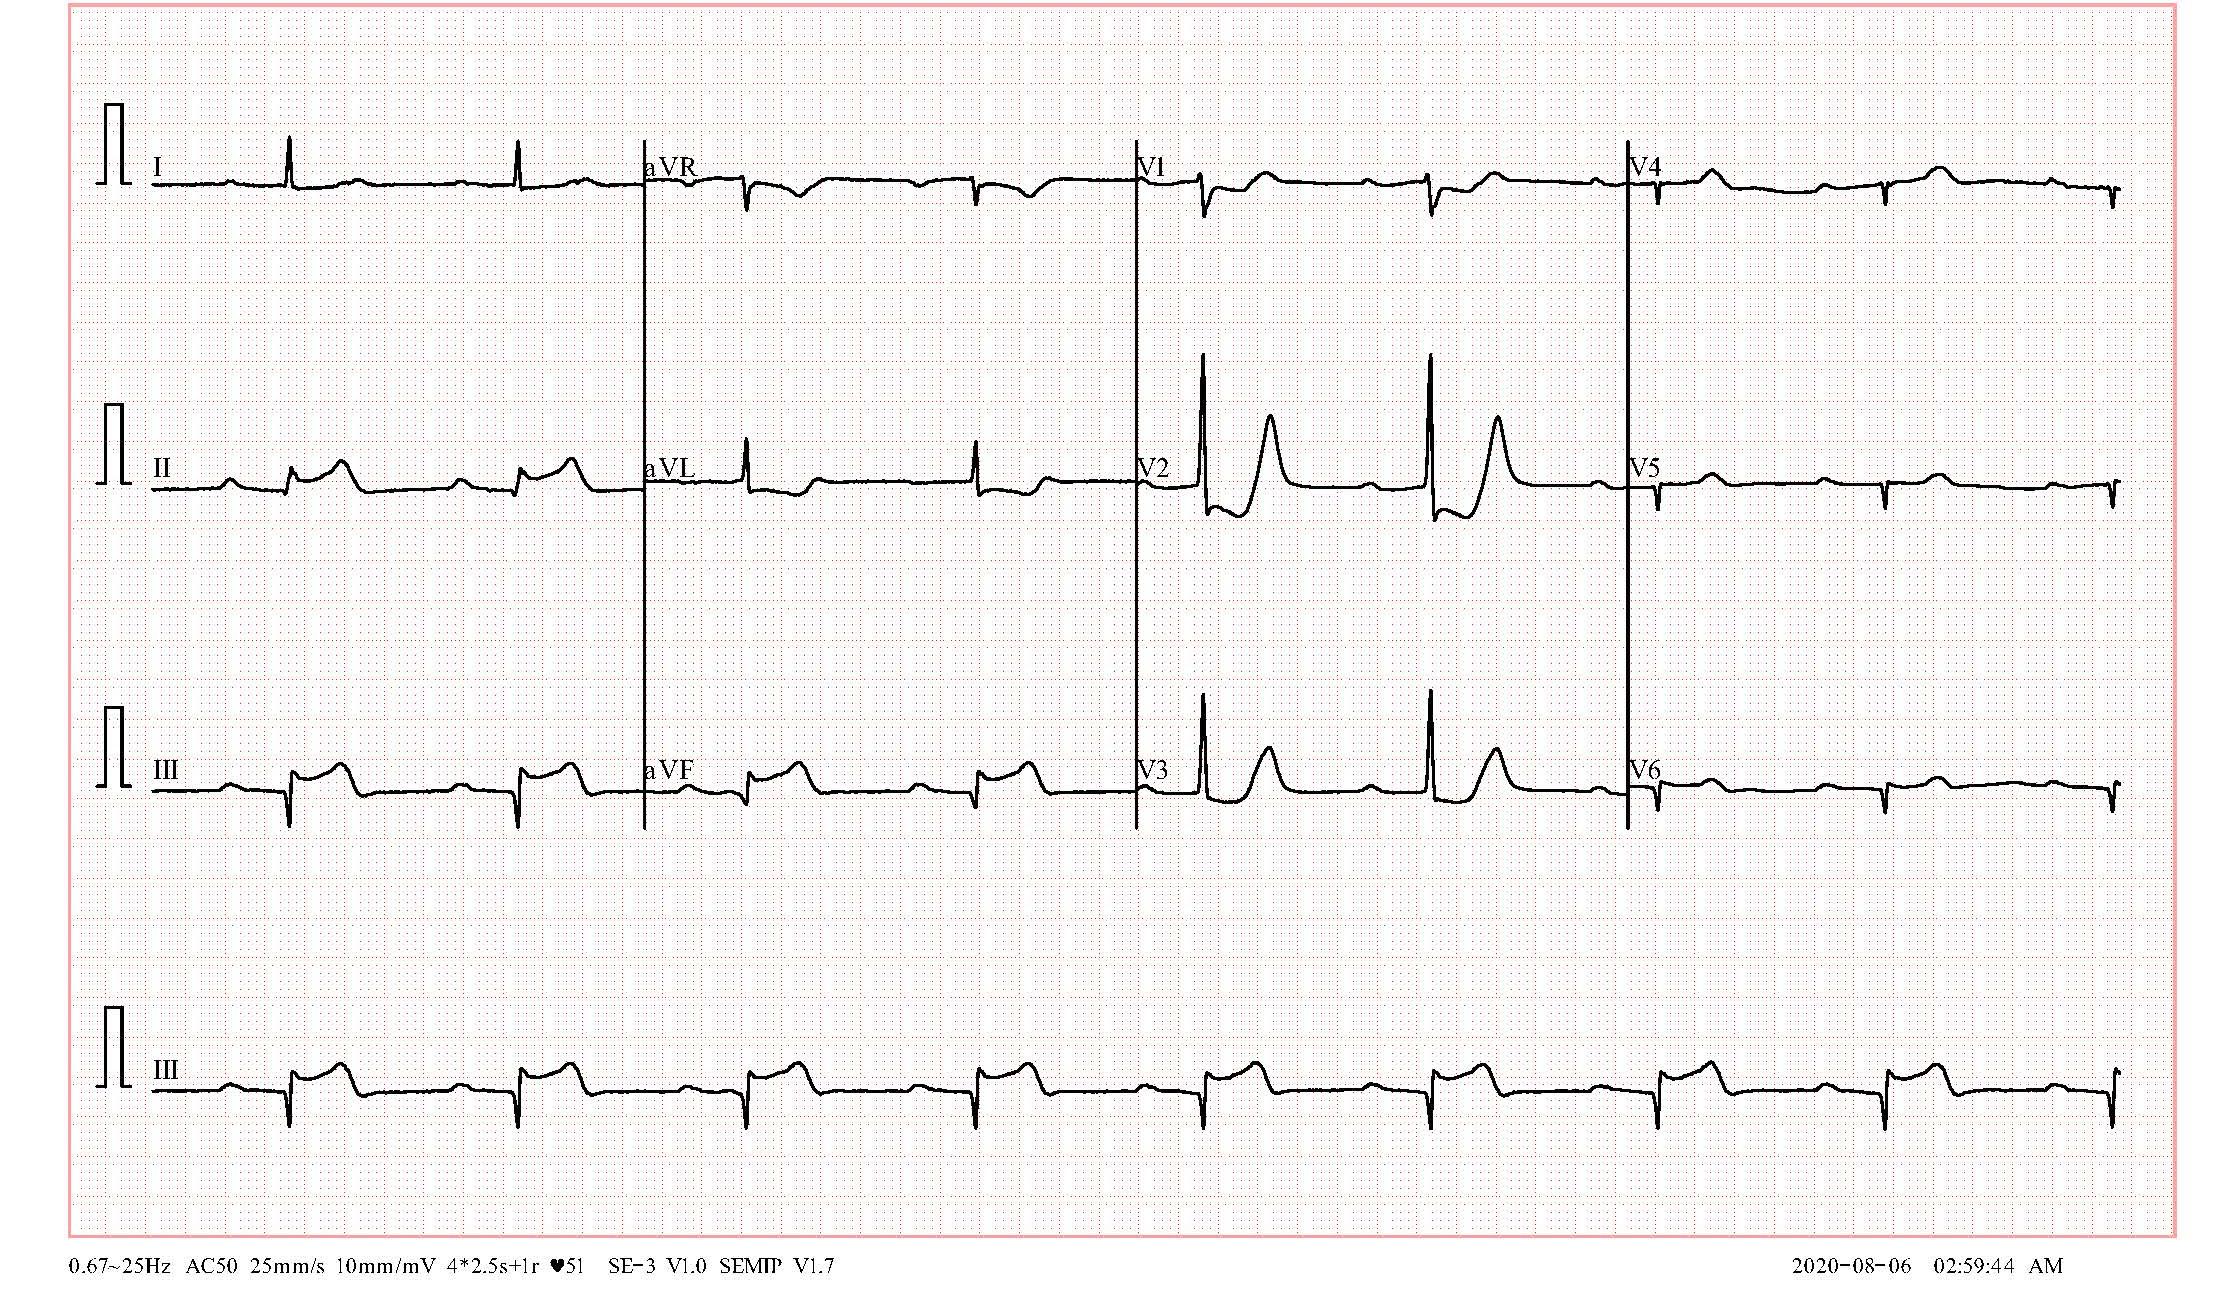 I aVR V1 V4
II aVL V2 V5
III aVF V3 V6
III
0.67~25Hz AC50 25mm/s 10mm/mV 4*2.5s+1r ♥51 SE-3 V1.0 SEMIP V1.7 2020-08-06 02:59:44 AM